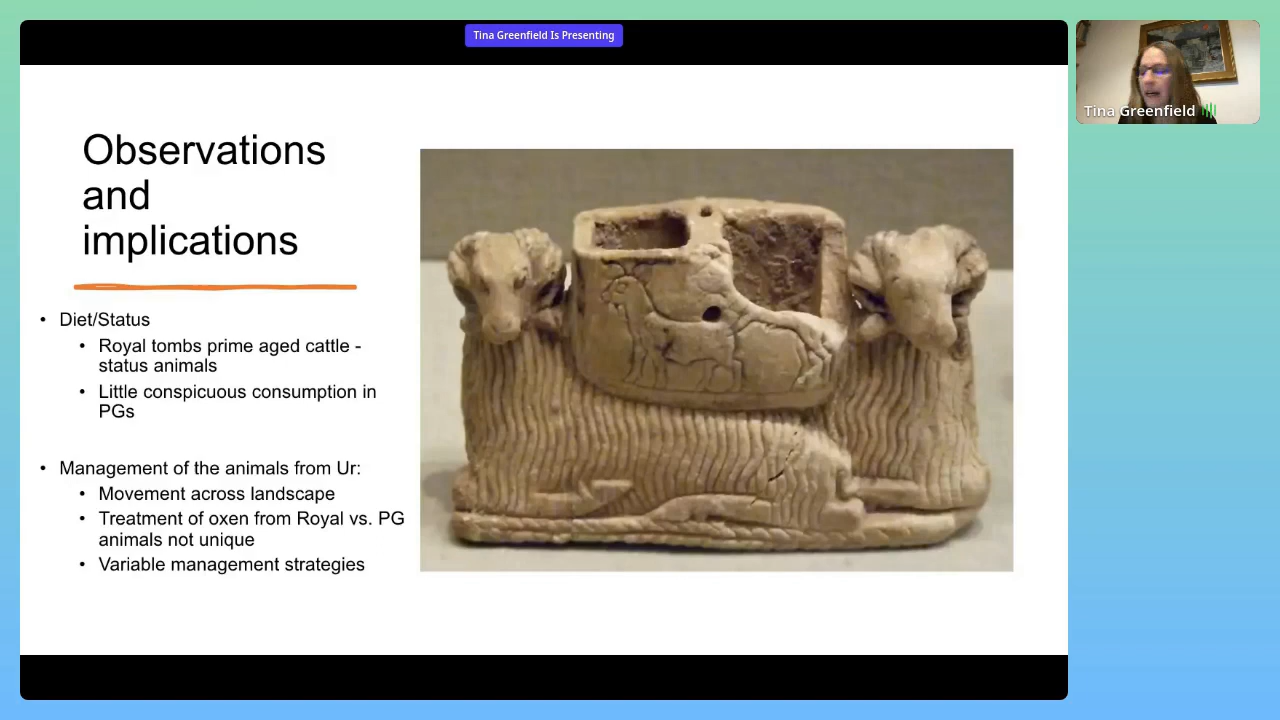 Tina Greenfield Is Presenting
Tina Greenfield
Observations
and
implications
• Diet/Status
• Royal tombs prime aged cattle -
status animals
• Little conspicuous consumption in
PGs
• Management of the animals from Ur:
• Movement across landscape
• Treatment of oxen from Royal vs. PG
animals not unique
• Variable management strategies